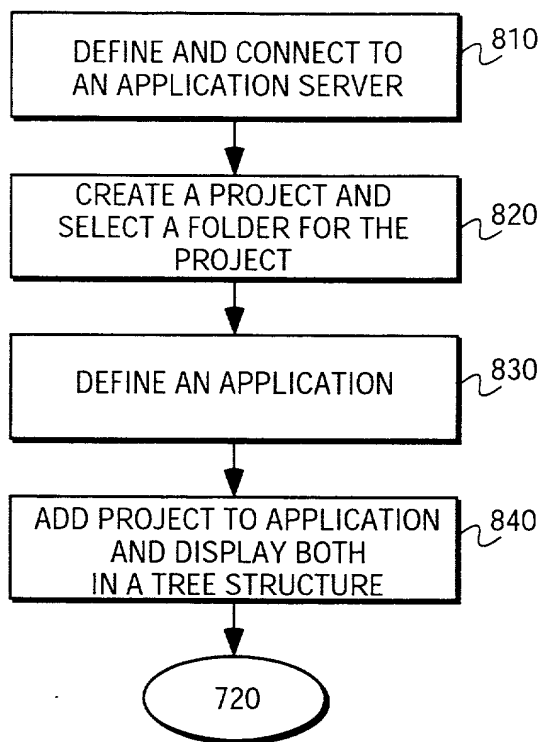 DEFINE AND CONNECT TO
AN APPLICATION SERVER
810
CREATE A PROJECT AND
SELECT A FOLDER FOR THE
PROJECT
820
DEFINE AN APPLICATION
830
ADD PROJECT TO APPLICATION
AND DISPLAY BOTH
IN A TREE STRUCTURE
840
720